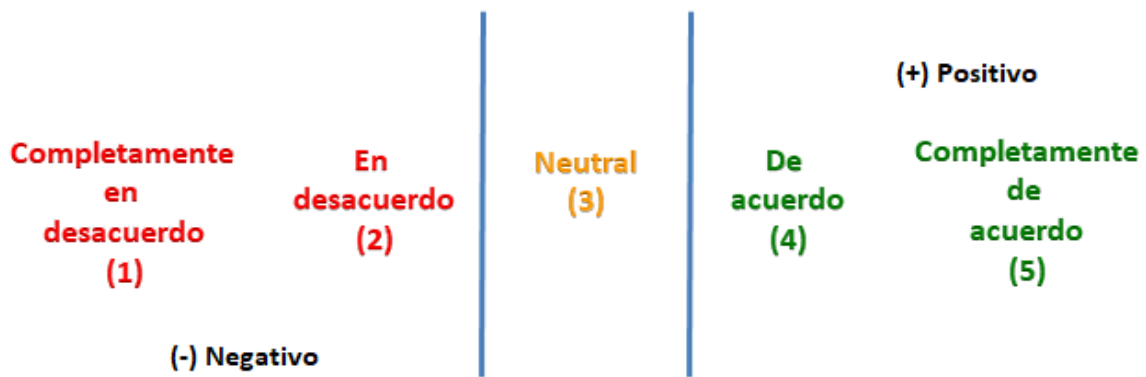 (+) Positivo
Completamente
en
desacuerdo
(1)
En
desacuerdo
(2)
Neutral
(3)
De
acuerdo
(4)
Completamente
de
acuerdo
(5)
(-) Negativo